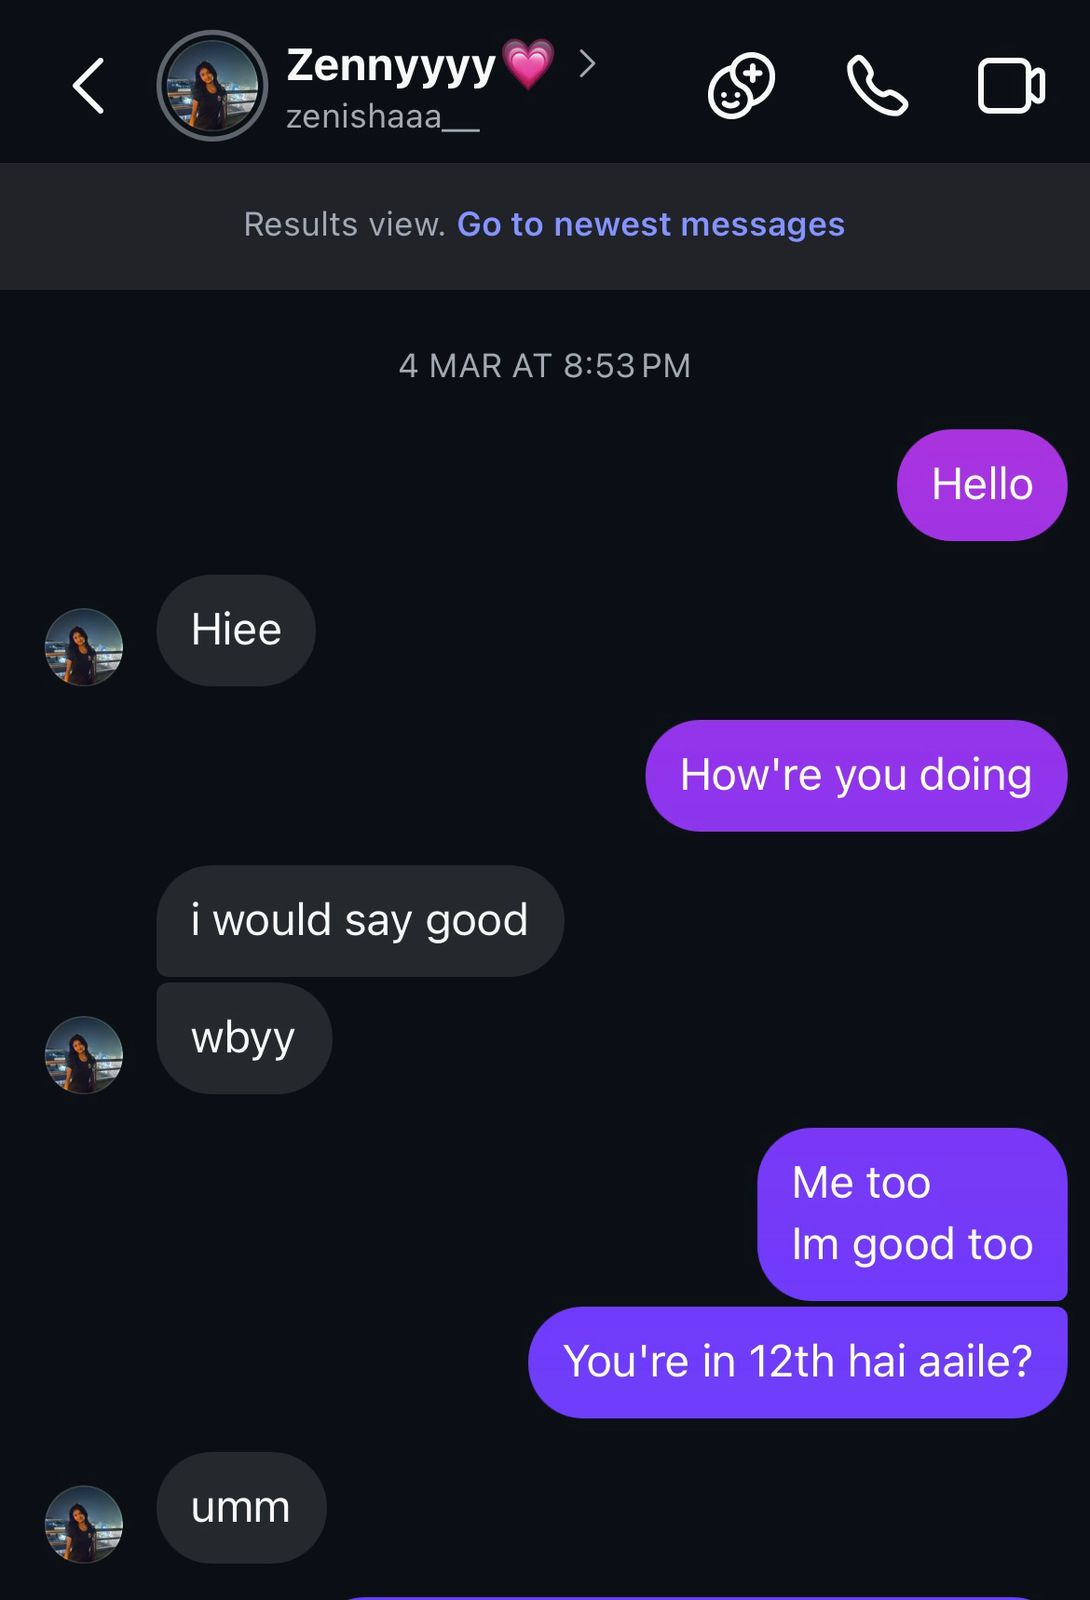 Zennyyyy💗
zenishaaa__
Results view. Go to newest messages
4 MAR AT 8:53 PM
Hello
Hiee
How're you doing
i would say good
wbyy
Me too
Im good too
You're in 12th hai aaile?
umm